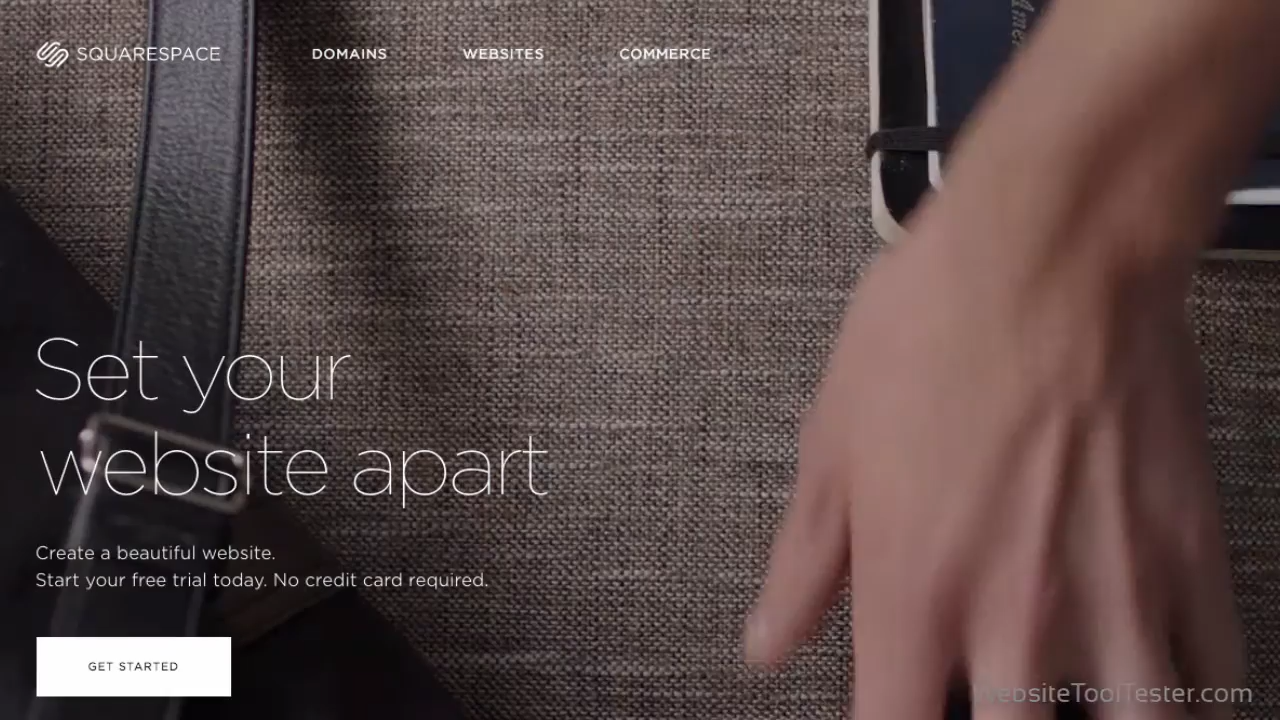 SQUARESPACE
DOMAINS
WEBSITES
COMMERCE
Set your
website apart
Create a beautiful website.
Start your free trial today. No credit card required.
GET STARTED
WebsiteToolTester.com